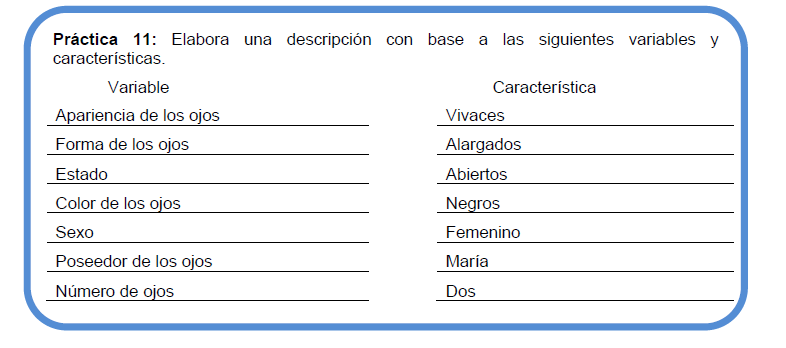 Práctica 11: Elabora una descripción con base a las siguientes variables y
características.
Variable Característica
Apariencia de los ojos Vivaces
Forma de los ojos Alargados
Estado Abiertos
Color de los ojos Negros
Sexo Femenino
Poseedor de los ojos María
Número de ojos Dos